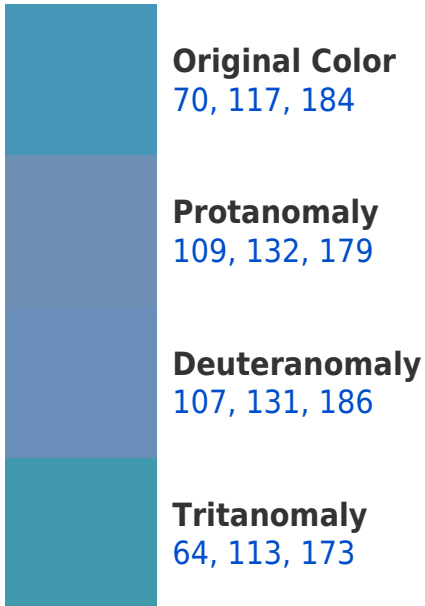 Original Color
70, 117, 184
Protanomaly
109, 132, 179
Deuteranomaly
107, 131, 186
Tritanomaly
64, 113, 173